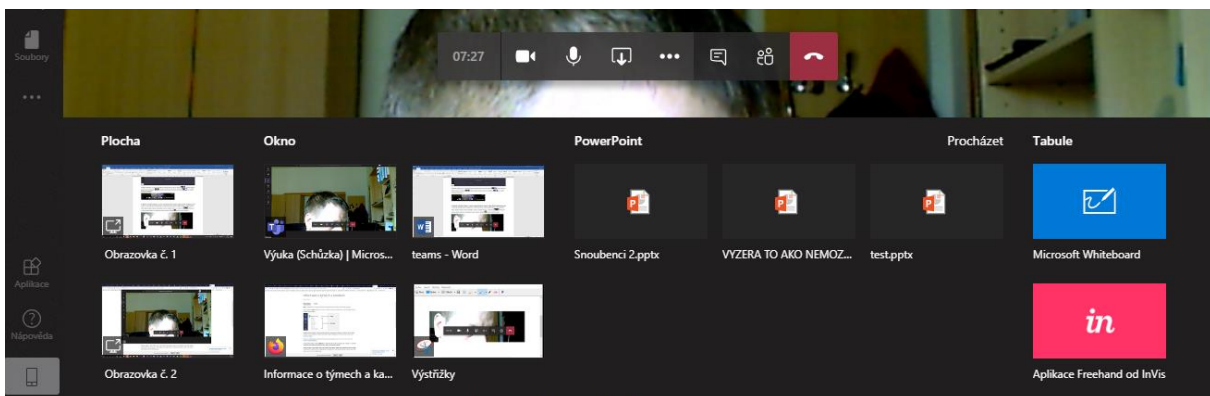 Soubory
07:27
Plocha
Okno
PowerPoint
Procházet
Tabule
Obrazovka č. 1
Výuka (Schůzka) | Micros...
teams - Word
Snoubenci 2.pptx
VYZERA TO AKO NEMOZ...
test.pptx
Microsoft Whiteboard
Aplikace
Nápověda
in
Obrazovka č. 2
Informace o týmech a ka...
Výstřižky
Aplikace Freehand od InVis